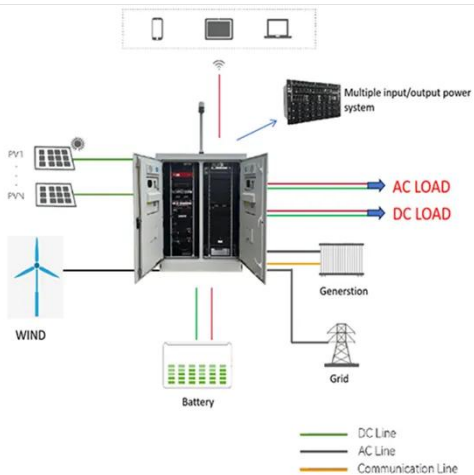 Multiple input/output power
system
PV1
PVN
AC LOAD
DC LOAD
Generstion
WIND
Grid
Battery
DC Line
AC Line
Communication Line